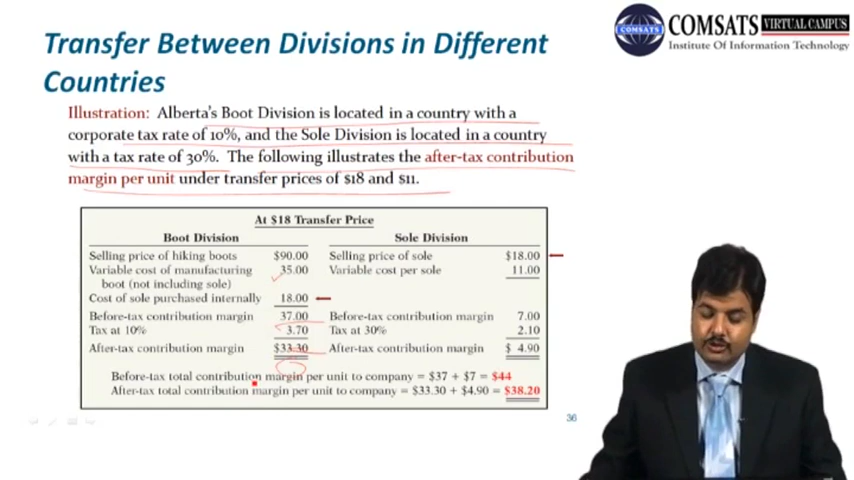 Transfer Between Divisions in Different
Countries
COMSATS VIRTUAL CAMPUS
COMSATS
Institute Of Information Technology
Illustration: Alberta's Boot Division is located in a country with a
corporate tax rate of 10%, and the Sole Division is located in a country
with a tax rate of 30%. The following illustrates the after-tax contribution
margin per unit under transfer prices of $18 and $11.
At $18 Transfer Price
Boot Division Sole Division
Selling price of hiking boots $90.00 Selling price of sole $18.00
Variable cost of manufacturing 35.00 Variable cost per sole 11.00
boot (not including sole)
Cost of sole purchased internally 18.00
Before-tax contribution margin 37.00 Before-tax contribution margin 7.00
Tax at 10% 3.70 Tax at 30% 2.10
After-tax contribution margin $33.30 After-tax contribution margin $ 4.90
Before-tax total contribution margin per unit to company = $37 + $7 = $44
After-tax total contribution margin per unit to company = $33.30 + $4.90 = $38.20
36